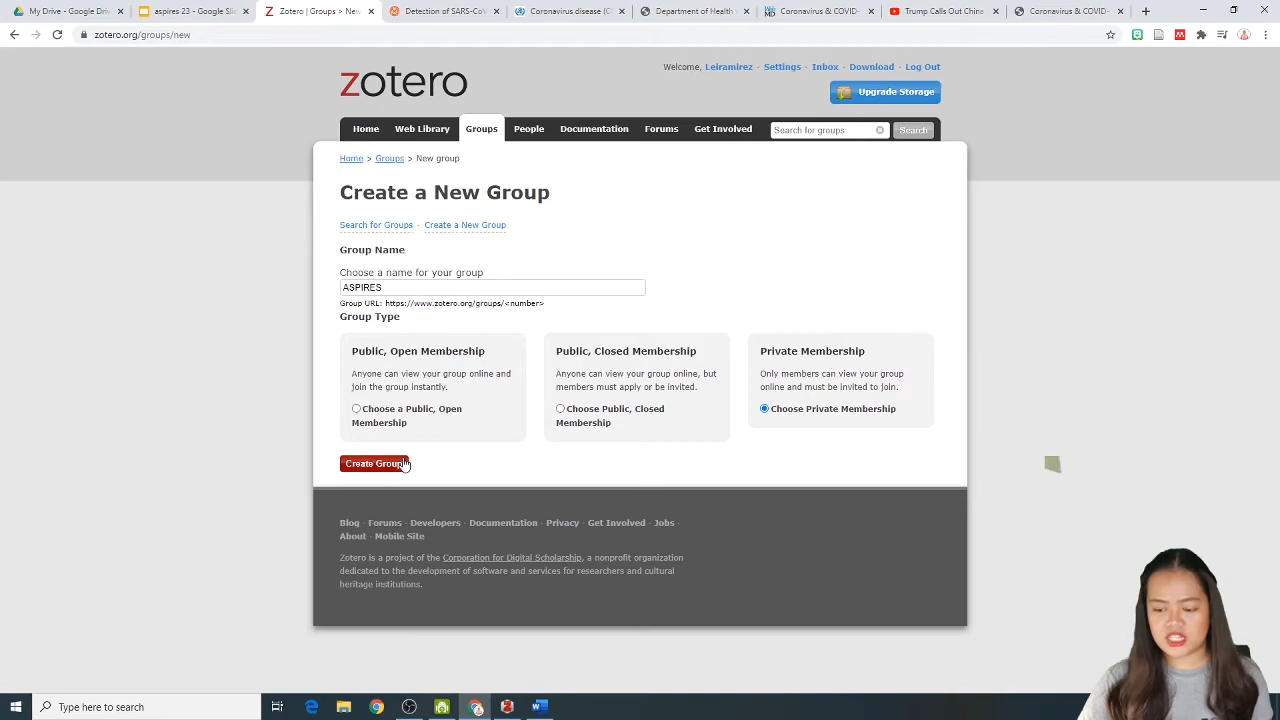 My Drive - Google Drive
aspires 23 - Google Sli
Zotero | Groups > New
Detection of SARS-CoV
Coronavirus disease (C
Department of Health
Coronavirus & COVID-
Trump Calls Out China
Coronavirus & COVID-1
zotero.org/groups/new
zotero
Welcome, Leiramirez · Settings · Inbox · Download · Log Out
Upgrade Storage
Home Web Library Groups People Documentation Forums Get Involved Search for groups Search
Home > Groups > New group
Create a New Group
Search for Groups · Create a New Group
Group Name
Choose a name for your group
ASPIRES
Group URL: https://www.zotero.org/groups/<number>
Group Type
Public, Open Membership
Anyone can view your group online and
join the group instantly.
Choose a Public, Open
Membership
Public, Closed Membership
Anyone can view your group online, but
members must apply or be invited.
Choose Public, Closed
Membership
Private Membership
Only members can view your group
online and must be invited to join.
Choose Private Membership
Create Group
Blog · Forums · Developers · Documentation · Privacy · Get Involved · Jobs ·
About · Mobile Site
Zotero is a project of the Corporation for Digital Scholarship, a nonprofit organization
dedicated to the development of software and services for researchers and cultural
heritage institutions.
Type here to search